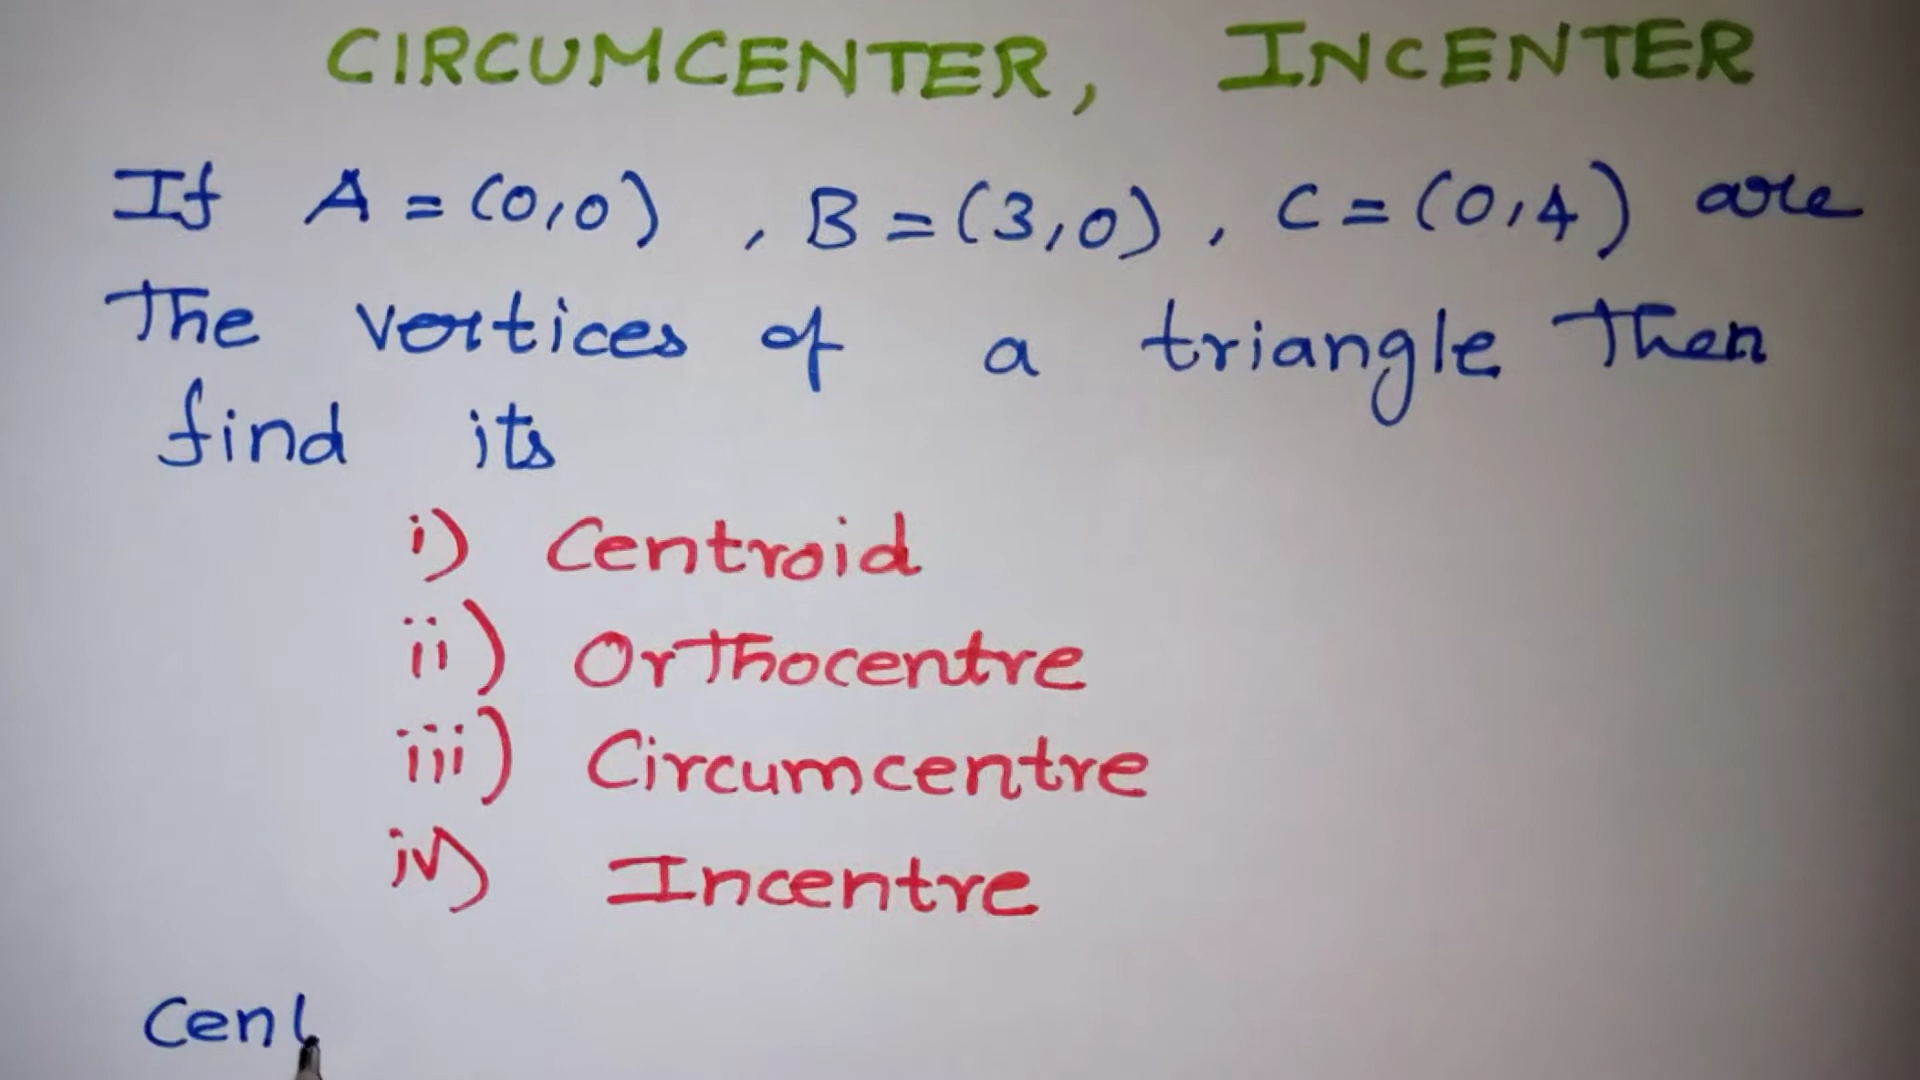 CIRCUMCENTER, INCENTER
If A = (0,0) , B = (3,0) , C = (0,4) are
The vertices of a triangle Then
find its
i) Centroid
ii) Orthocentre
iii) Circumcentre
iv) Incentre
Cent